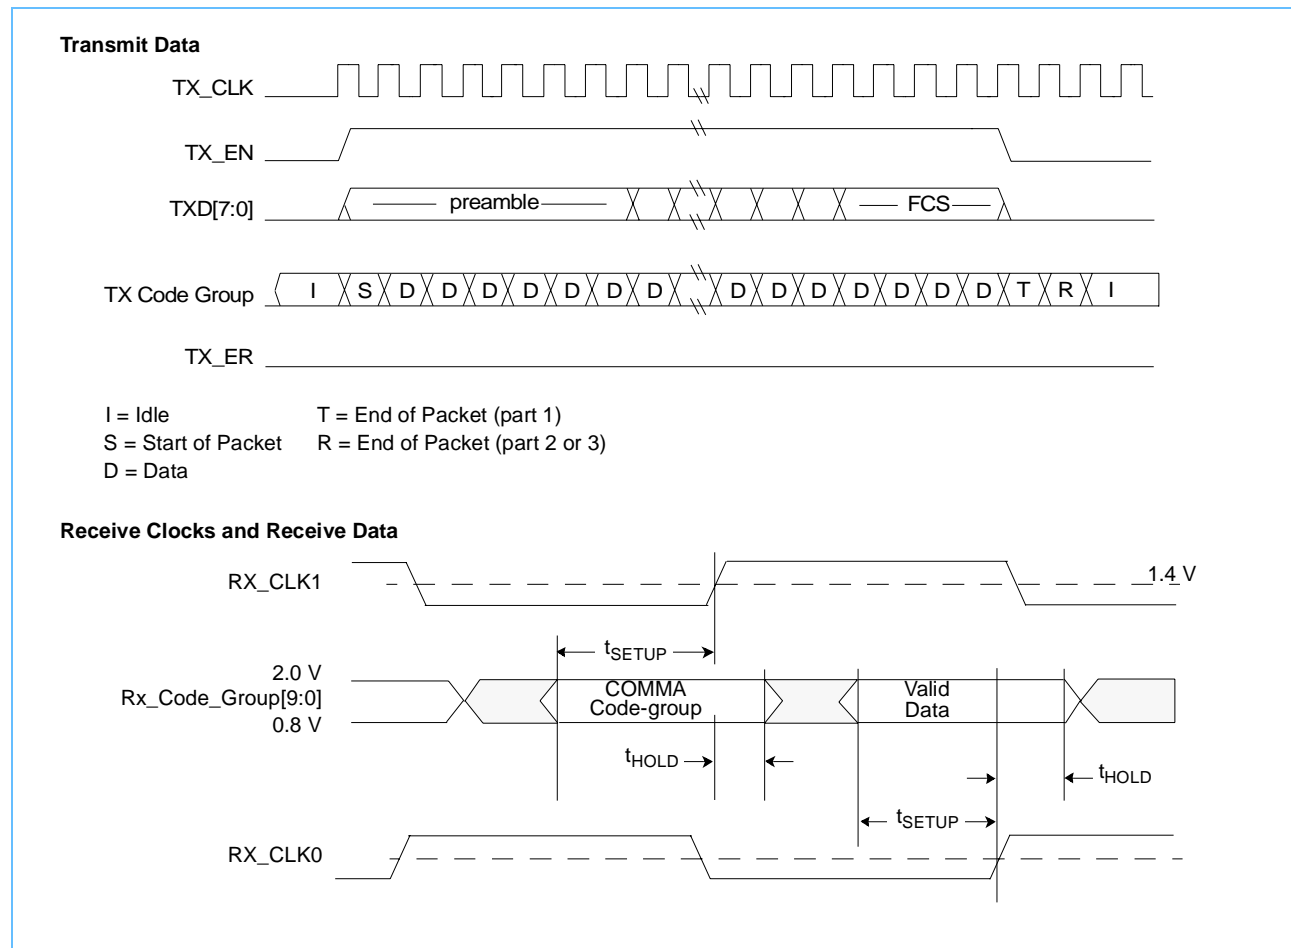 Transmit Data
TX_CLK
TX_EN
TXD[7:0]
preamble
FCS
TX Code Group
I S D D D D D D D D D D D D D D T R I
TX_ER
I = Idle
T = End of Packet (part 1)
S = Start of Packet
R = End of Packet (part 2 or 3)
D = Data
Receive Clocks and Receive Data
RX_CLK1
1.4 V
tSETUP
2.0 V
Rx_Code_Group[9:0]
0.8 V
COMMA
Code-group
Valid
Data
tHOLD
tHOLD
tSETUP
RX_CLK0